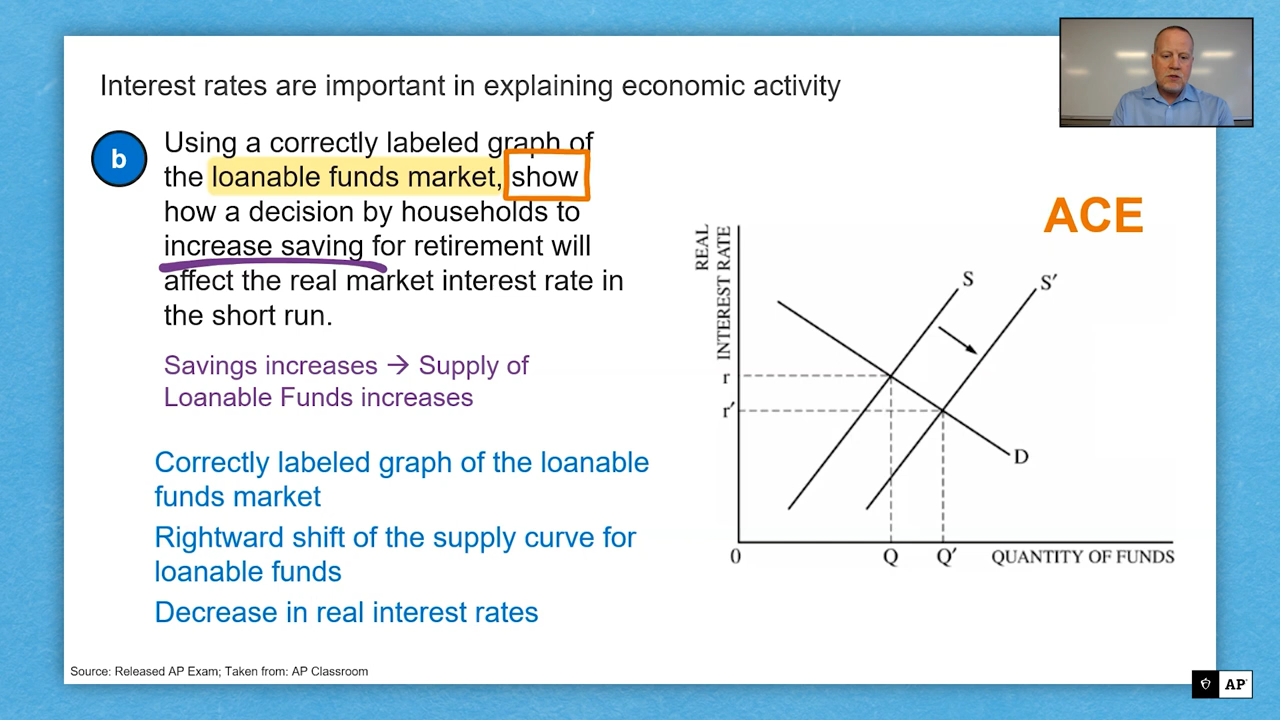 Interest rates are important in explaining economic activity
b
Using a correctly labeled graph of
the loanable funds market, show
how a decision by households to
increase saving for retirement will
affect the real market interest rate in
the short run.
Savings increases → Supply of
Loanable Funds increases
Correctly labeled graph of the loanable
funds market
Rightward shift of the supply curve for
loanable funds
Decrease in real interest rates
ACE
REAL
INTEREST RATE
S
S′
r
r′
D
0
Q
Q′
QUANTITY OF FUNDS
Source: Released AP Exam; Taken from: AP Classroom
AP